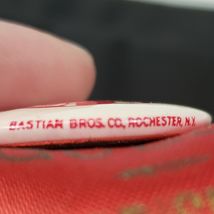 BASTIAN BROS. CO., ROCHESTER, N.Y.